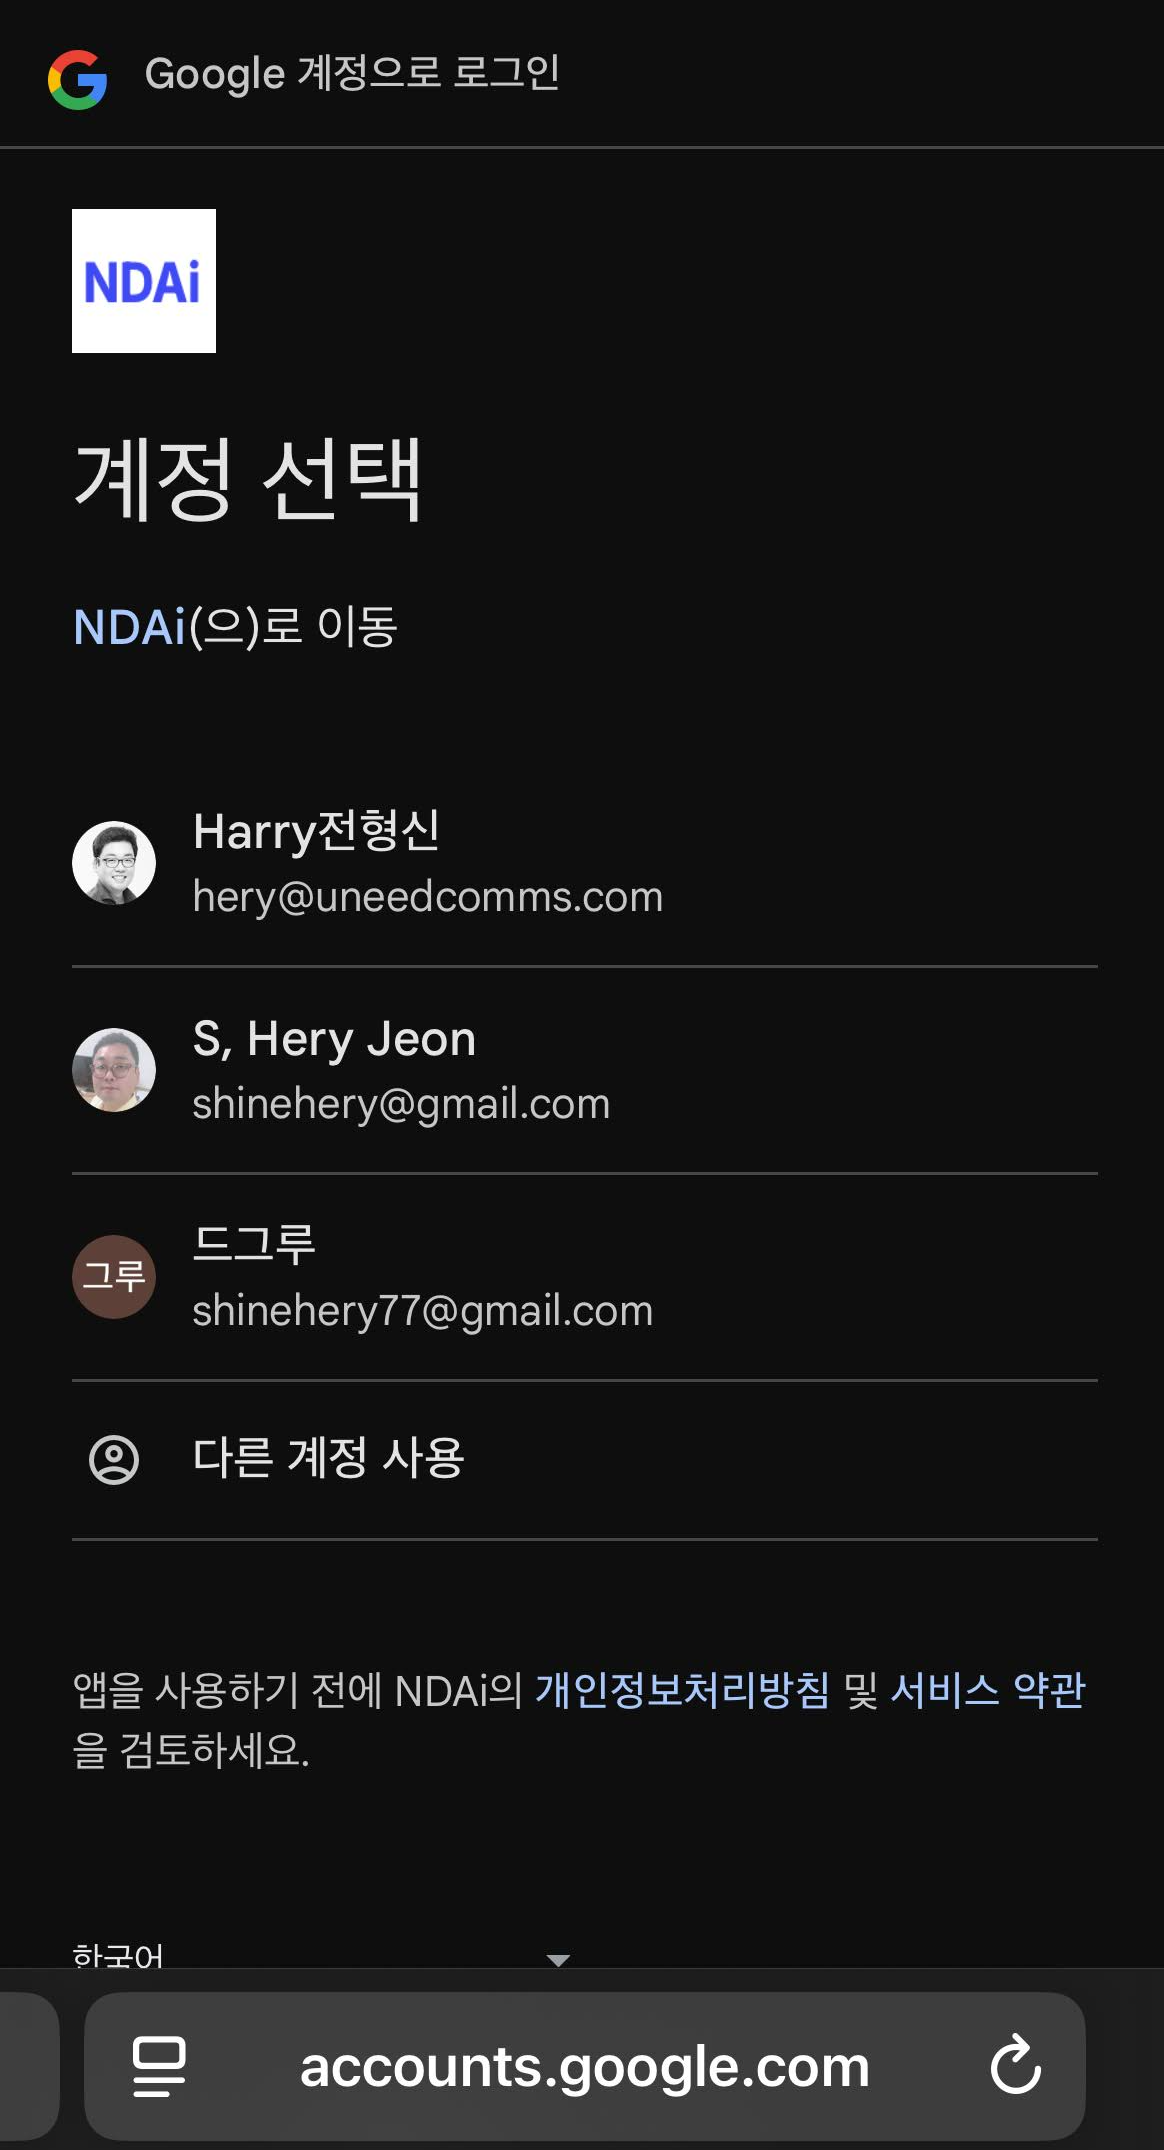 Google 계정으로 로그인
NDAi
계정 선택
NDAi(으)로 이동
Harry전형신
hery@uneedcomms.com
S, Hery Jeon
shinehery@gmail.com
그루
드그루
shinehery77@gmail.com
다른 계정 사용
앱을 사용하기 전에 NDAi의 개인정보처리방침 및 서비스 약관
을 검토하세요.
한국어
accounts.google.com